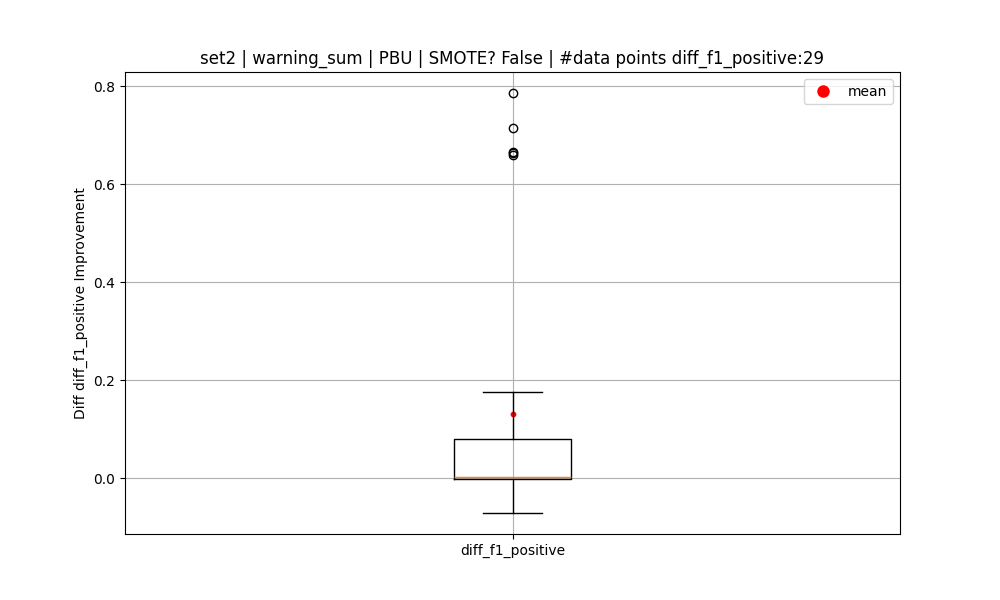 set2 | warning_sum | PBU | SMOTE? False | #data points diff_f1_positive:29
mean
Diff diff_f1_positive Improvement
0.8
0.6
0.4
0.2
0.0
diff_f1_positive